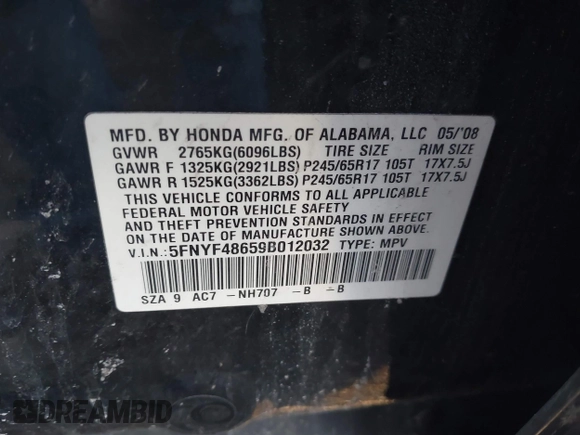 MFD. BY HONDA MFG. OF ALABAMA, LLC 05/'08
GVWR 2765KG(6096LBS) TIRE SIZE RIM SIZE
GAWR F 1325KG(2921LBS) P245/65R17 105T 17X7.5J
GAWR R 1525KG(3362LBS) P245/65R17 105T 17X7.5J
THIS VEHICLE CONFORMS TO ALL APPLICABLE
FEDERAL MOTOR VEHICLE SAFETY, BUMPER,
AND THEFT PREVENTION STANDARDS IN EFFECT
ON THE DATE OF MANUFACTURE SHOWN ABOVE.
V.I.N.: 5FNYF48659B012032 TYPE: MPV
SZA 9 AC7 -NH707 -B -B
DREAMBID